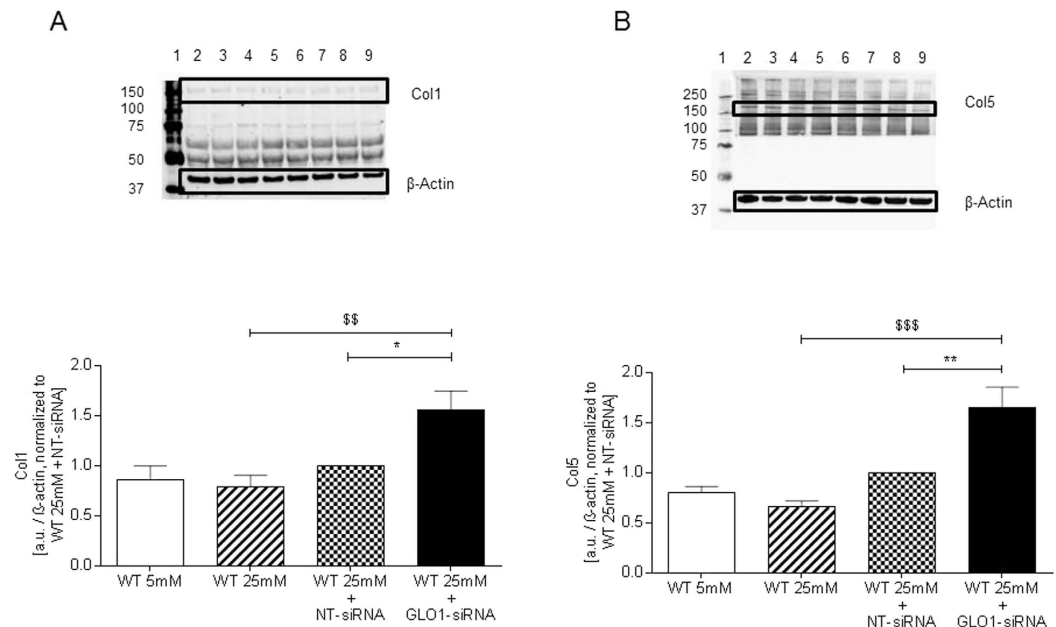 A
1 2 3 4 5 6 7 8 9
150
100
75
50
37
Col1
β-Actin
B
1 2 3 4 5 6 7 8 9
250
150
100
75
50
37
Col5
β-Actin
$$
*
Col1
[a.u. / ß-actin, normalized to
WT 25mM + NT-siRNA]
2.0
1.5
1.0
0.5
0.0
WT 5mM
WT 25mM
WT 25mM
+
NT-siRNA
WT 25mM
+
GLO1-siRNA
$$$
**
Col5
[a.u. / ß-actin, normalized to
WT 25mM + NT-siRNA]
2.0
1.5
1.0
0.5
0.0
WT 5mM
WT 25mM
WT 25mM
+
NT-siRNA
WT 25mM
+
GLO1-siRNA